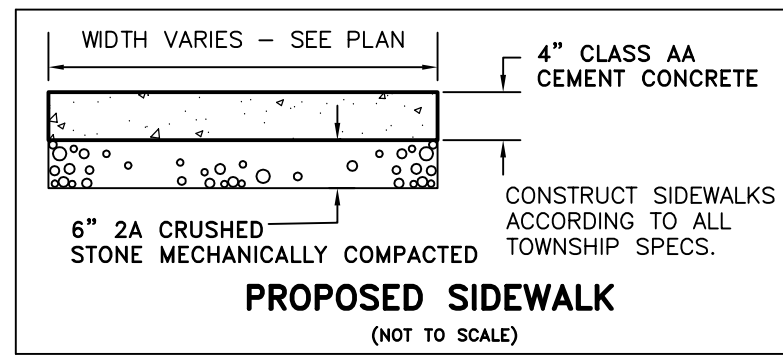 WIDTH VARIES – SEE PLAN
4" CLASS AA
CEMENT CONCRETE
CONSTRUCT SIDEWALKS
ACCORDING TO ALL
TOWNSHIP SPECS.
6" 2A CRUSHED
STONE MECHANICALLY COMPACTED
PROPOSED SIDEWALK
(NOT TO SCALE)